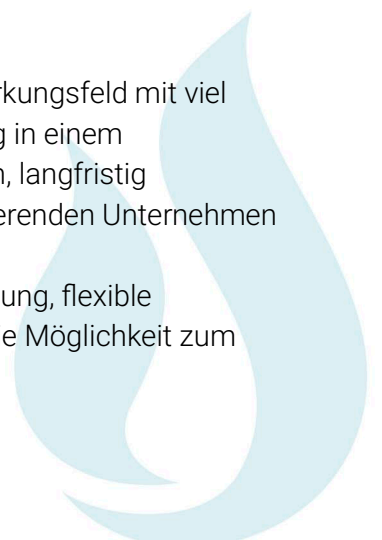 rkungsfeld mit viel
g in einem
n, langfristig
erenden Unternehmen
ung, flexible
e Möglichkeit zum